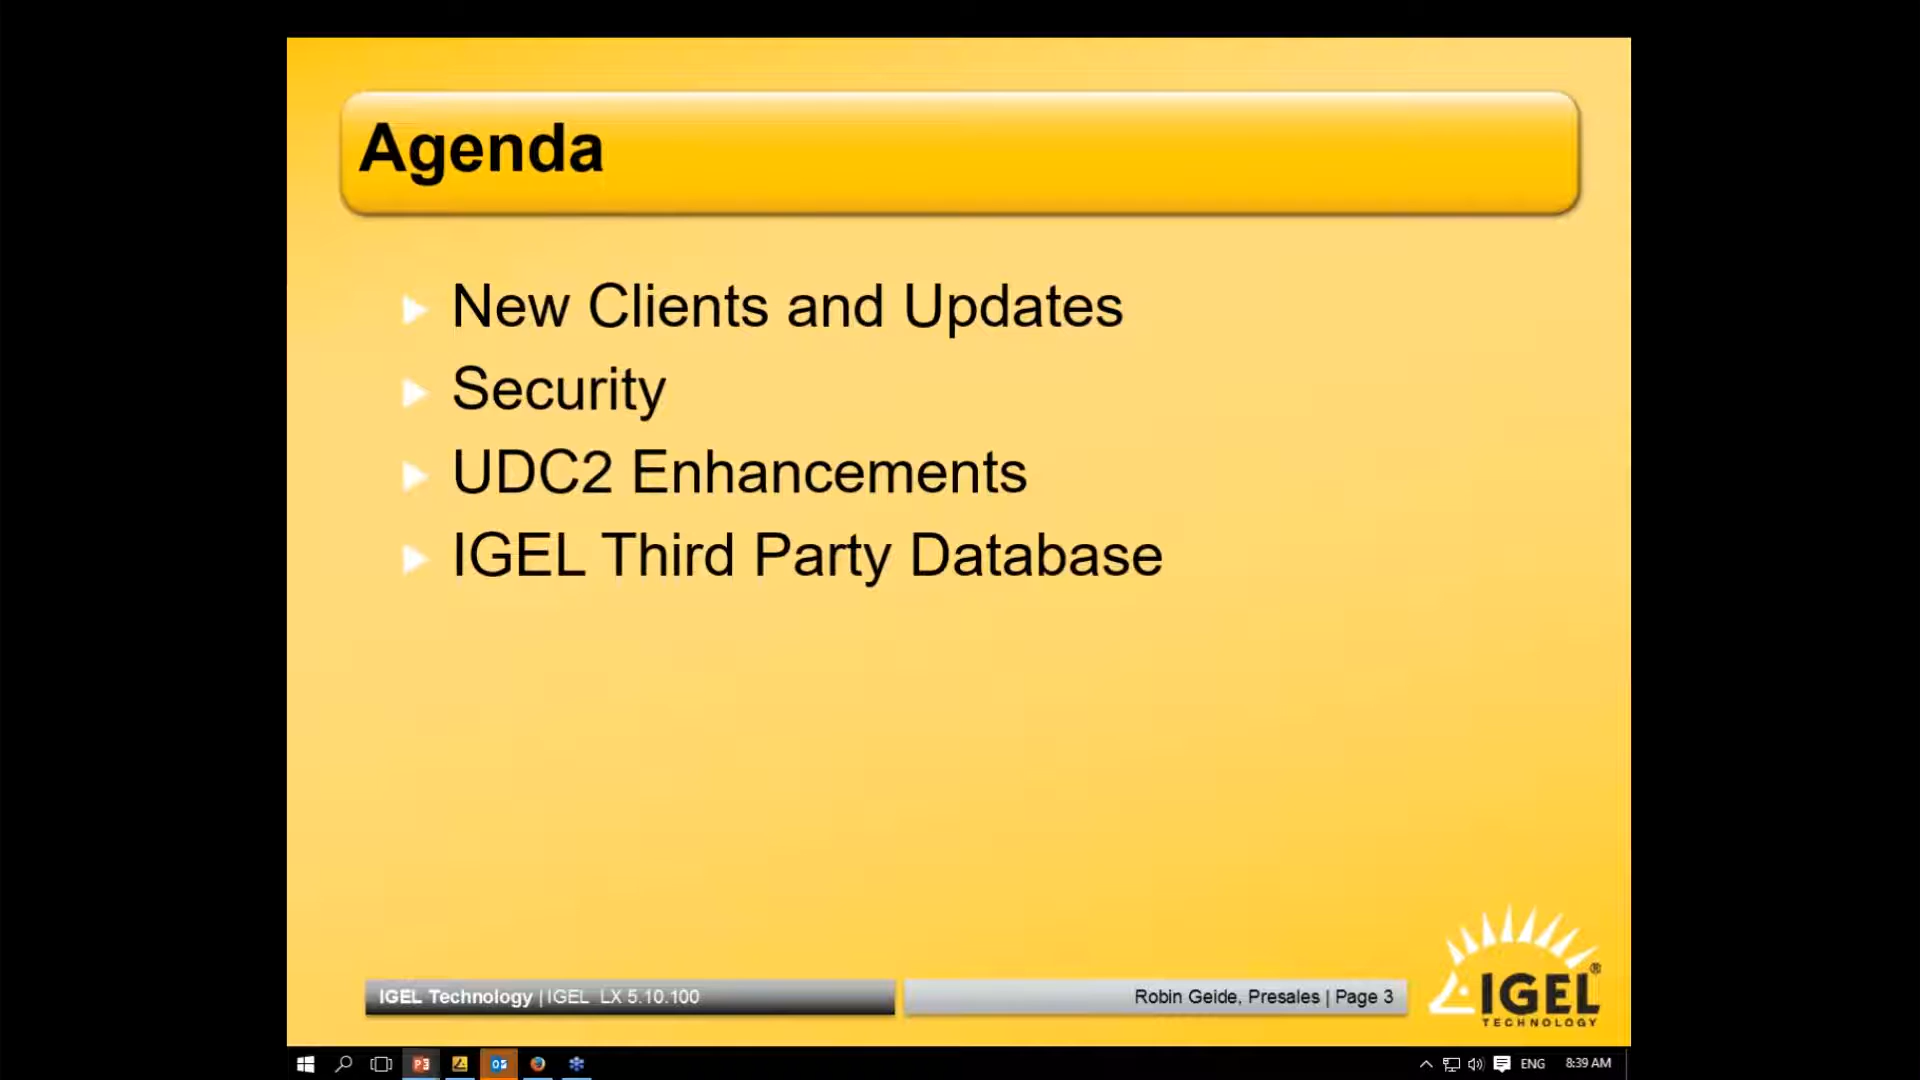 Agenda
New Clients and Updates
Security
UDC2 Enhancements
IGEL Third Party Database
IGEL Technology | IGEL LX 5.10.100
Robin Geide, Presales | Page 3
IGEL®
TECHNOLOGY
ENG 8:39 AM